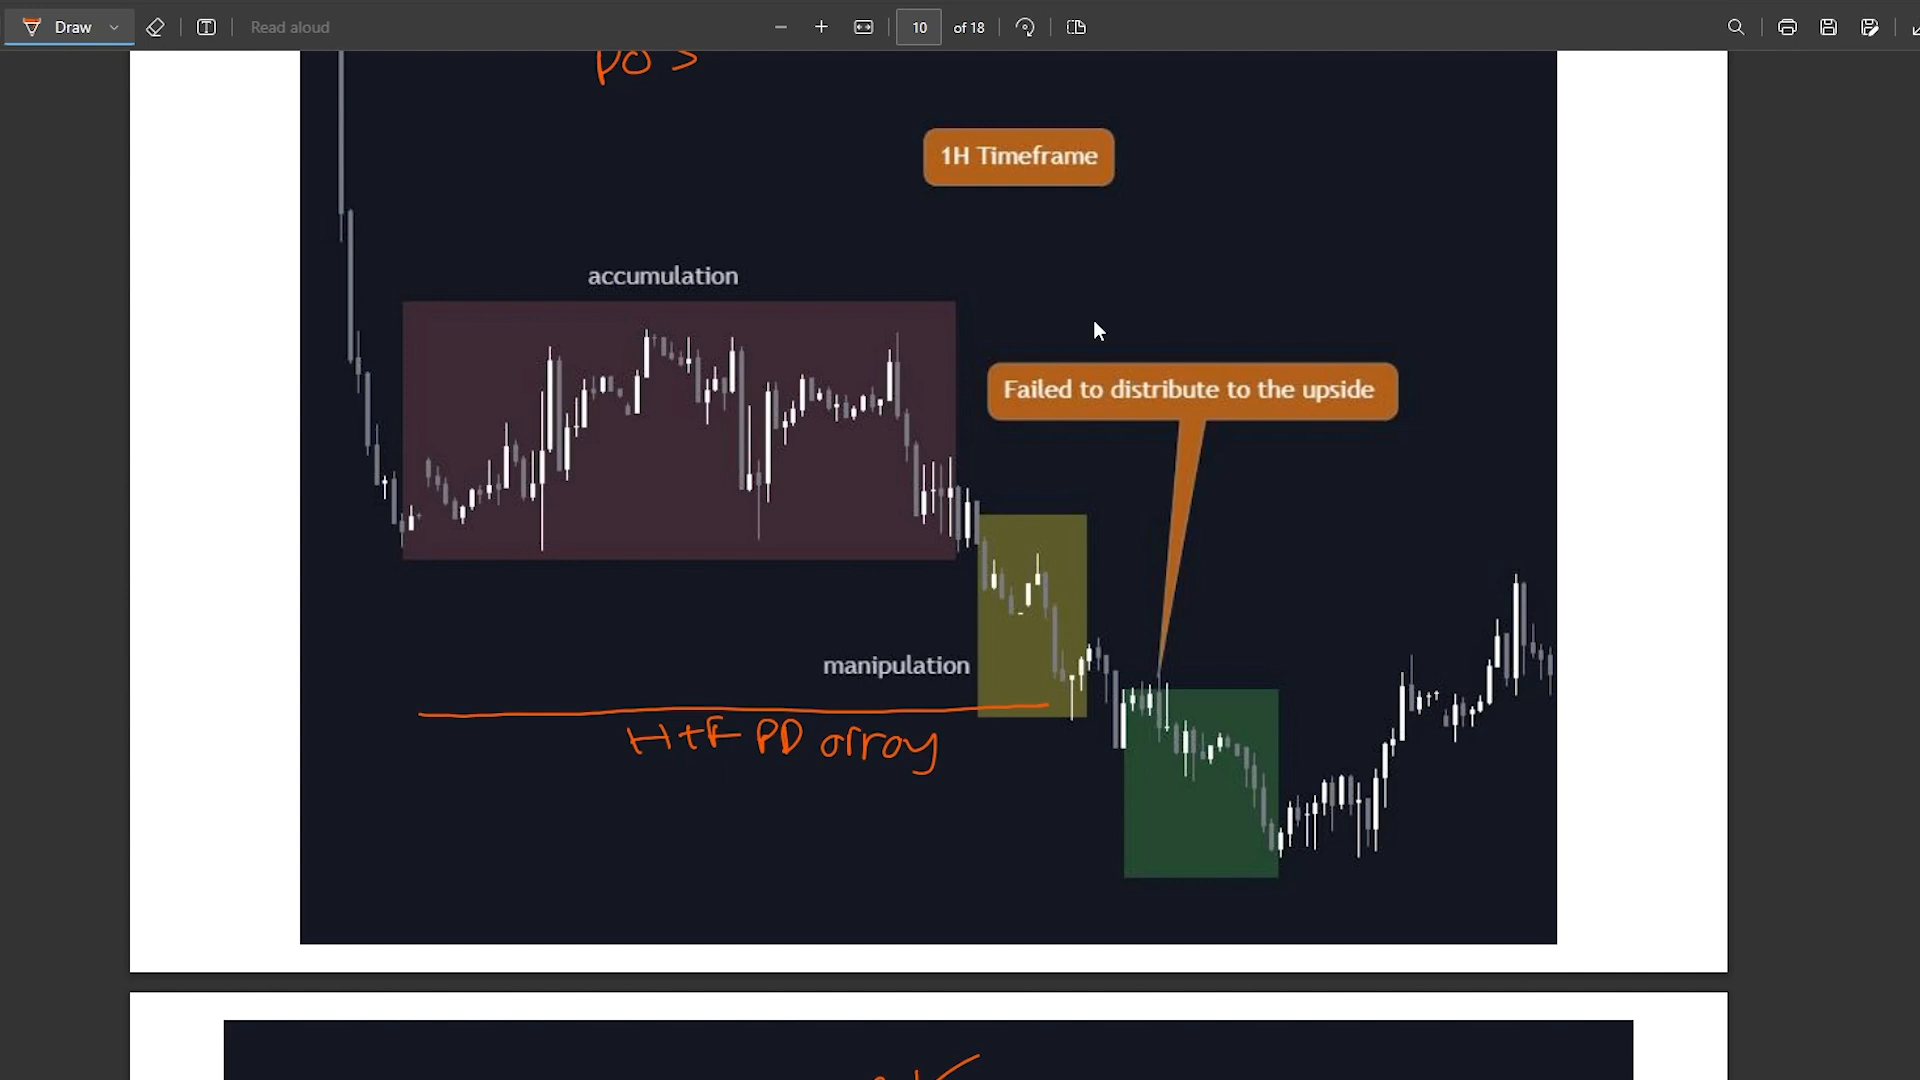 Draw
Read aloud
10 of 18
1H Timeframe
accumulation
Failed to distribute to the upside
manipulation
HTF PD array